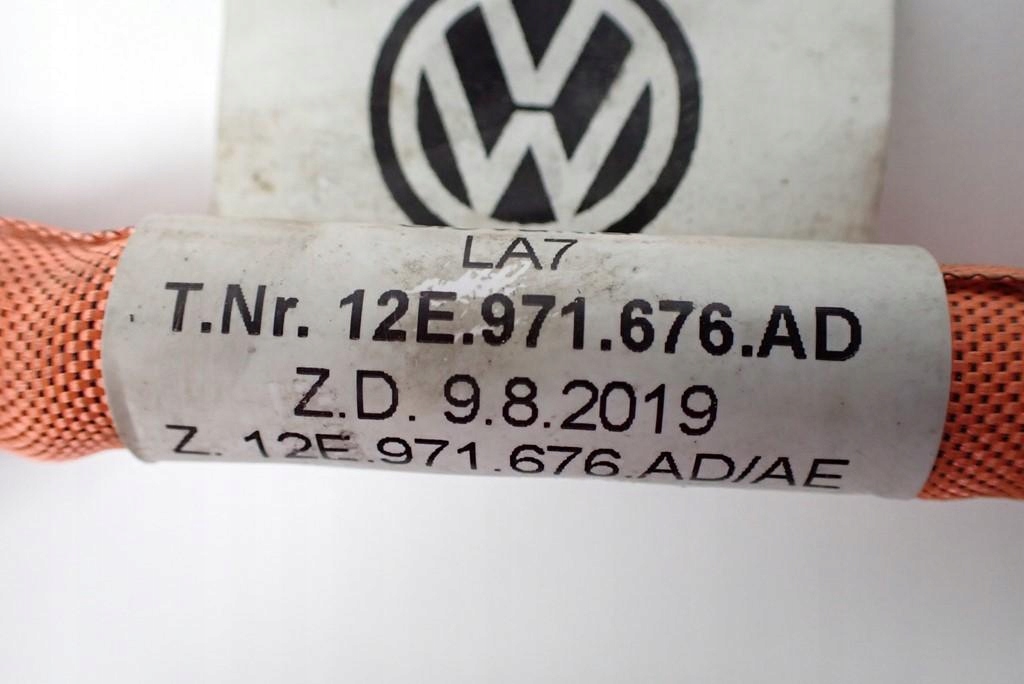 LA7
T.Nr. 12E.971.676.AD
Z.D. 9.8.2019
Z. 12E.971.676.AD/AE